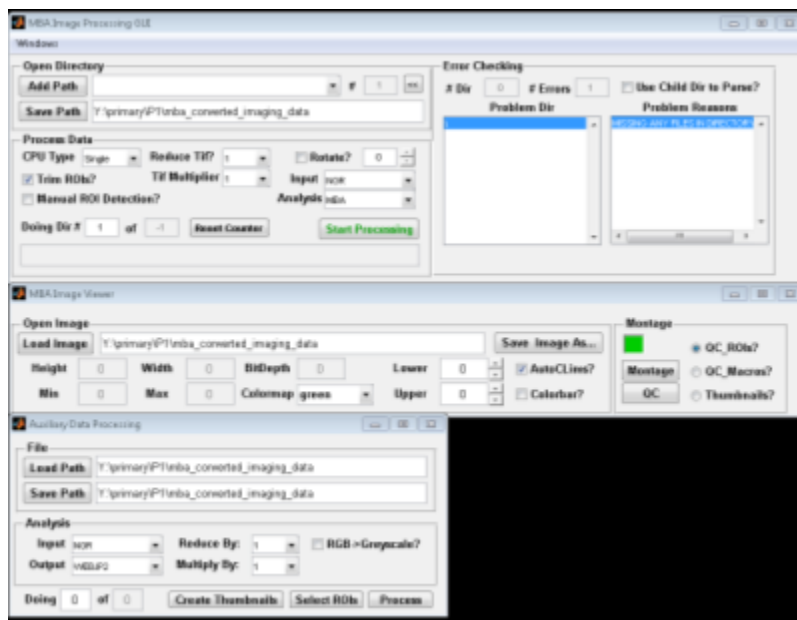 MBA Image Processing GUI
Windows
Open Directory
Add Path # 1 <<
Save Path Y:\primary\P1\mba_converted_imaging_data
Error Checking
# Dir 0 # Errors 1 Use Child Dir to Parse?
Problem Dir Problem Reasons
MISSING ANY FILES IN DIRECTORY
Process Data
CPU Type Single Reduce Tif? 1 Rotate? 0
Trim ROIs? Tif Multiplier 1 Input NOR
Manual ROI Detection? Analysis MBA
Doing Dir # 1 of -1 Reset Counter Start Processing
MBA Image Viewer
Open Image
Load Image Y:\primary\P1\mba_converted_imaging_data Save Image As...
Height 0 Width 0 BitDepth 0 Lower 0 AutoCLims?
Min 0 Max 0 Colormap green Upper 0 Colorbar?
Montage
QC_ROIs?
Montage QC_Macros?
QC Thumbnails?
Auxiliary Data Processing
File
Load Path Y:\primary\P1\mba_converted_imaging_data
Save Path Y:\primary\P1\mba_converted_imaging_data
Analysis
Input NOR Reduce By: 1 RGB->Greyscale?
Output WEBJP2 Multiply By: 1
Doing 0 of 0 Create Thumbnails Select ROIs Process